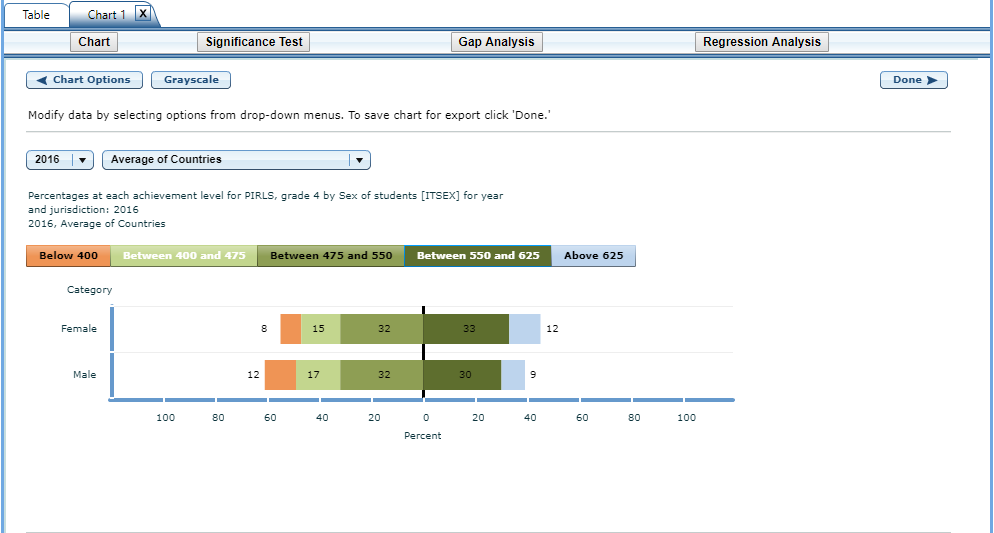 Table Chart 1 X
Chart Significance Test Gap Analysis Regression Analysis
Chart Options Grayscale Done
Modify data by selecting options from drop-down menus. To save chart for export click 'Done.'
2016 Average of Countries
Percentages at each achievement level for PIRLS, grade 4 by Sex of students [ITSEX] for year
and jurisdiction: 2016
2016, Average of Countries
Below 400 Between 400 and 475 Between 475 and 550 Between 550 and 625 Above 625
Category
Female 8 15 32 33 12
Male 12 17 32 30 9
100 80 60 40 20 0 20 40 60 80 100
Percent